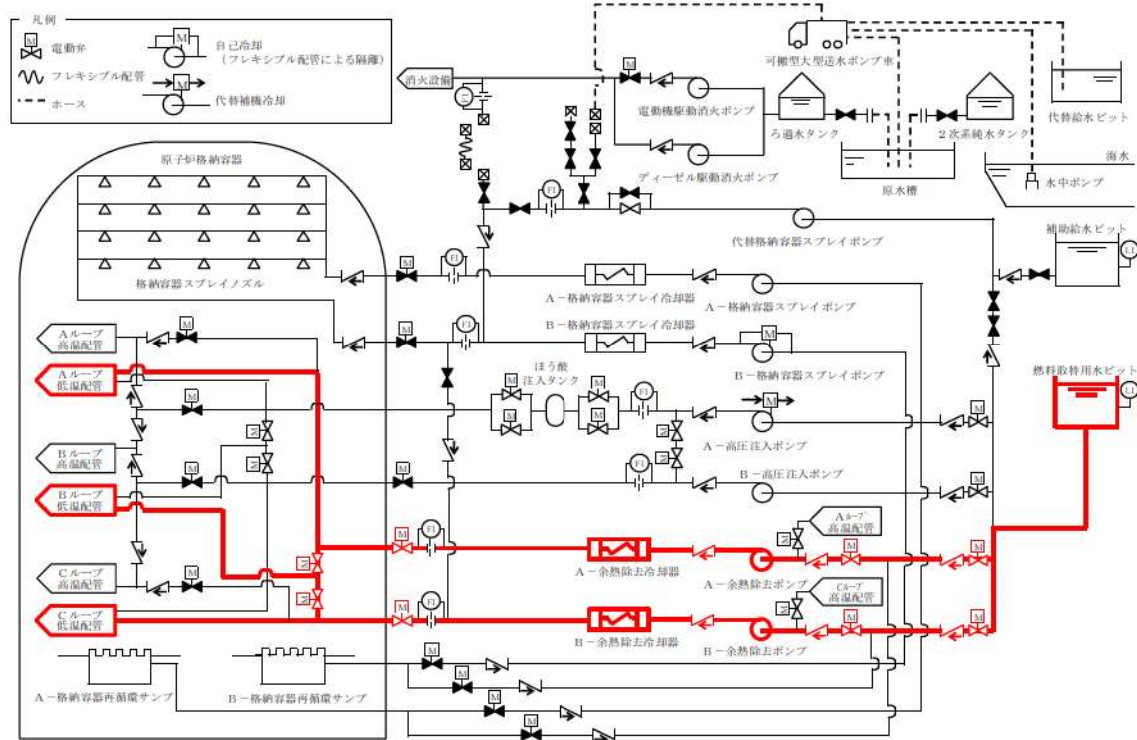 凡例
M
電動弁
フレキシブル配管
ホース
M
自己冷却
(フレキシブル配管による隔離)
M
代替補機冷却
消火設備
FI
M
電動機駆動消火ポンプ
ディーゼル駆動消火ポンプ
可搬型大型送水ポンプ車
ろ過水タンク
2次系純水タンク
原水槽
代替給水ピット
海水
水中ポンプ
補助給水ピット
LI
FI
代替格納容器スプレイポンプ
原子炉格納容器
格納容器スプレイノズル
M
FI
A-格納容器スプレイ冷却器
A-格納容器スプレイポンプ
M
FI
B-格納容器スプレイ冷却器
M
B-格納容器スプレイポンプ
Aループ
高温配管
M
Aループ
低温配管
M
M
ほう酸
注入タンク
M
M
M
M
FI
M
A-高圧注入ポンプ
M
燃料取替用水ピット
LI
Bループ
高温配管
M
M
M
M
FI
B-高圧注入ポンプ
M
Bループ
低温配管
M
M
FI
A-余熱除去冷却器
A-余熱除去ポンプ
M
Aループ
高温配管
M
M
Cループ
高温配管
M
Cループ
低温配管
M
M
FI
B-余熱除去冷却器
B-余熱除去ポンプ
M
Cループ
高温配管
M
M
A-格納容器再循環サンプ
B-格納容器再循環サンプ
M
M
M
M